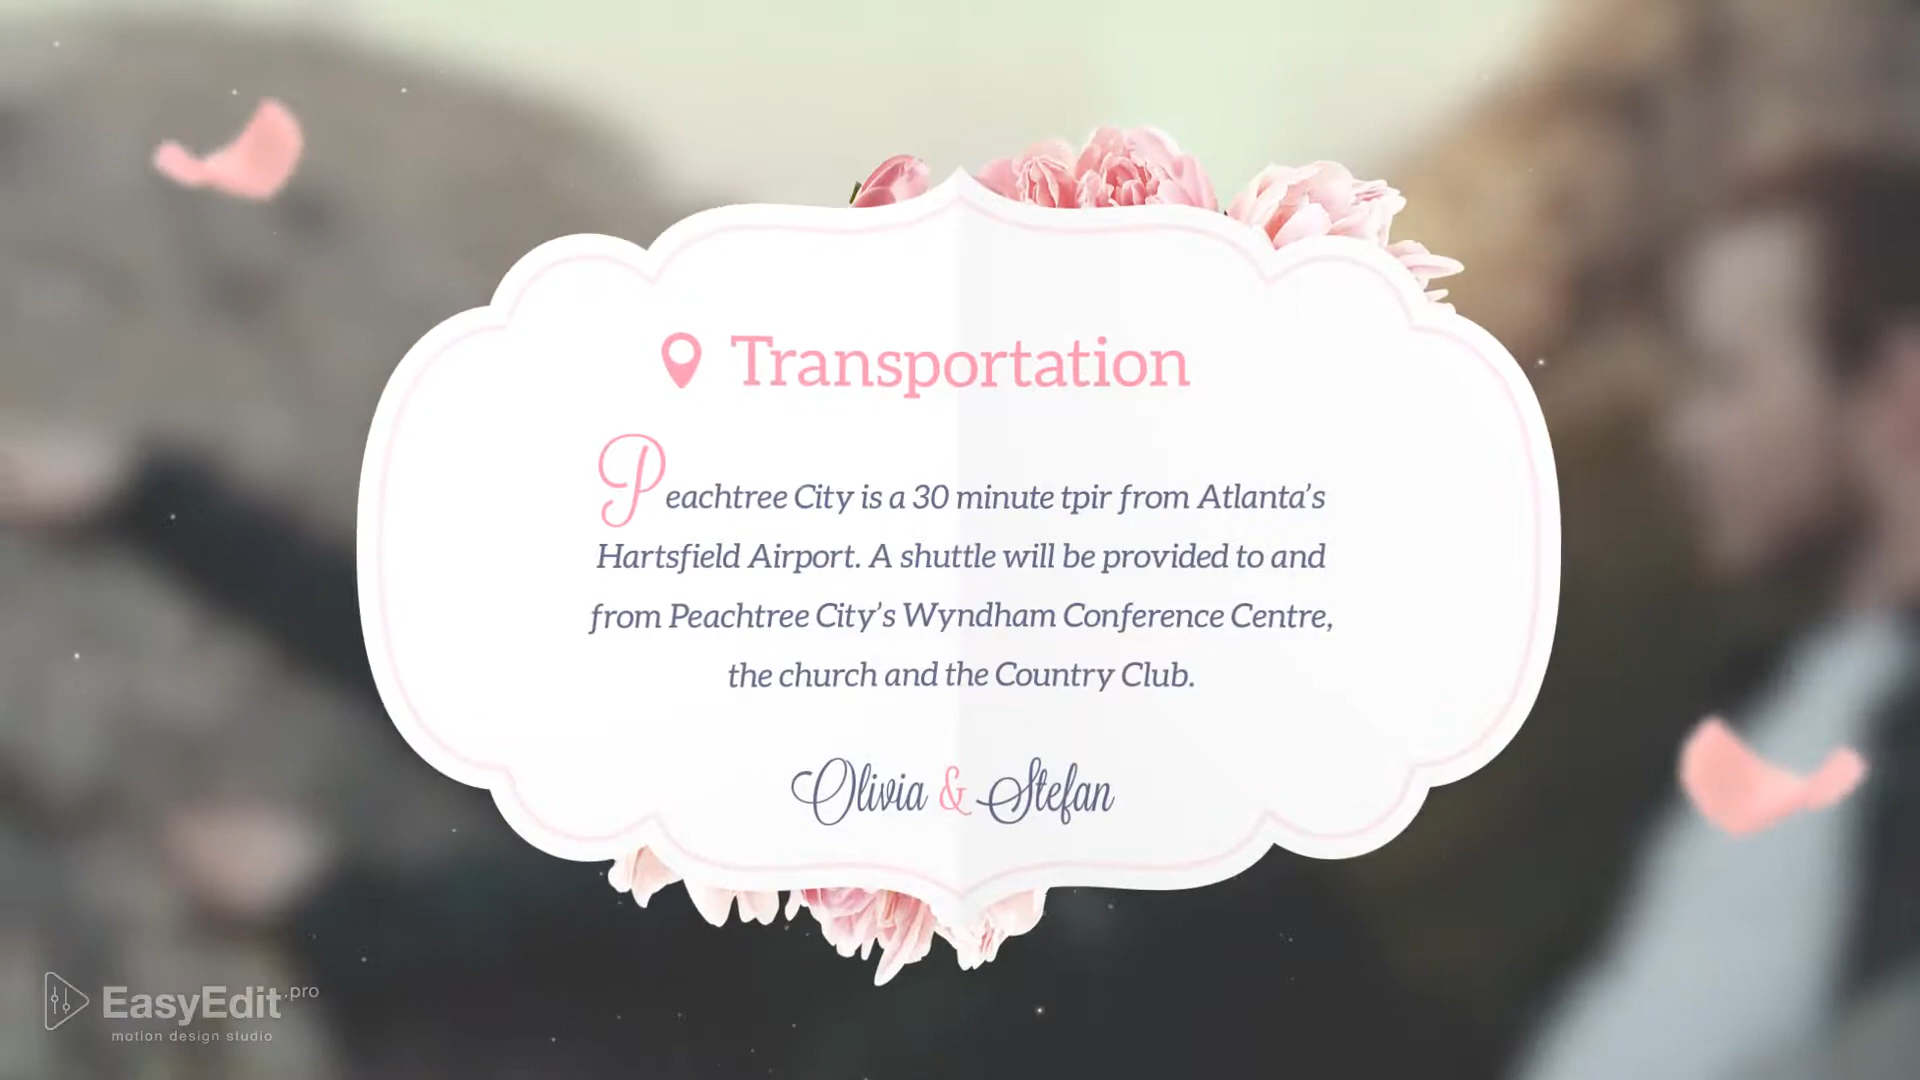 Transportation
Peachtree City is a 30 minute tpir from Atlanta’s
Hartsfield Airport. A shuttle will be provided to and
from Peachtree City’s Wyndham Conference Centre,
the church and the Country Club.
Olivia & Stefan
EasyEdit.pro
motion design studio